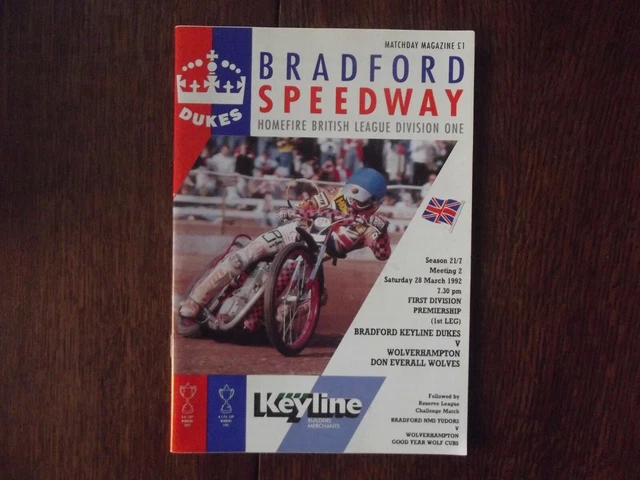 MATCHDAY MAGAZINE £1
BRADFORD
SPEEDWAY
HOMEFIRE BRITISH LEAGUE DIVISION ONE
DUKES
Season 21/7
Meeting 2
Saturday 28 March 1992
7.30 pm
FIRST DIVISION
PREMIERSHIP
(1st LEG)
BRADFORD KEYLINE DUKES
V
WOLVERHAMPTON
DON EVERALL WOLVES
Keyline
BUILDERS
MERCHANTS
Followed by
Reserve League
Challenge Match
BRADFORD NMS TUDORS
V
WOLVERHAMPTON
GOOD YEAR WOLF CUBS